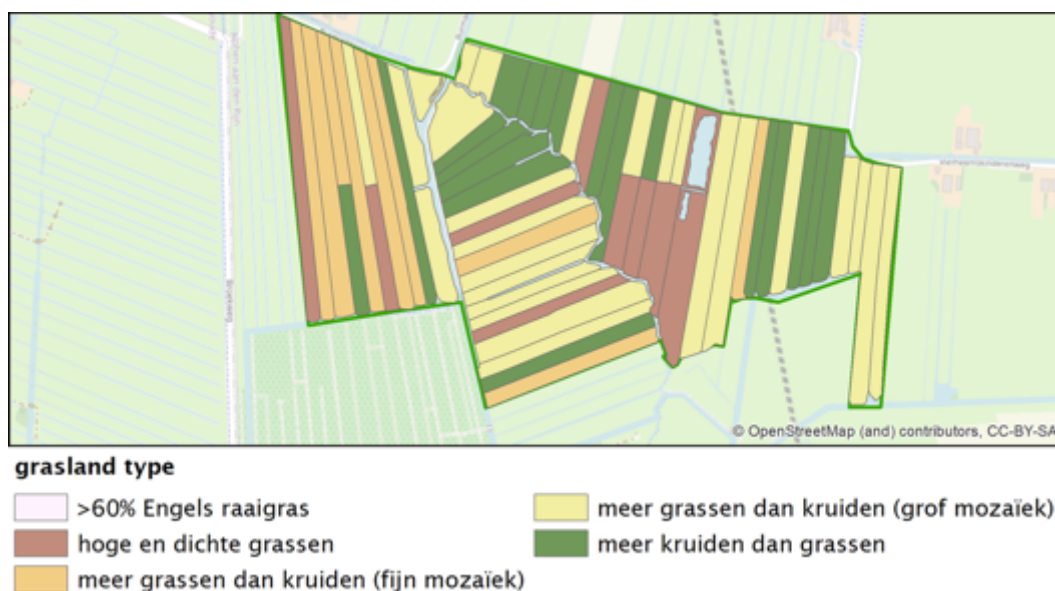 © OpenStreetMap (and) contributors, CC-BY-SA
grasland type
>60% Engels raaigras
hoge en dichte grassen
meer grassen dan kruiden (fijn mozaïek)
meer grassen dan kruiden (grof mozaïek)
meer kruiden dan grassen